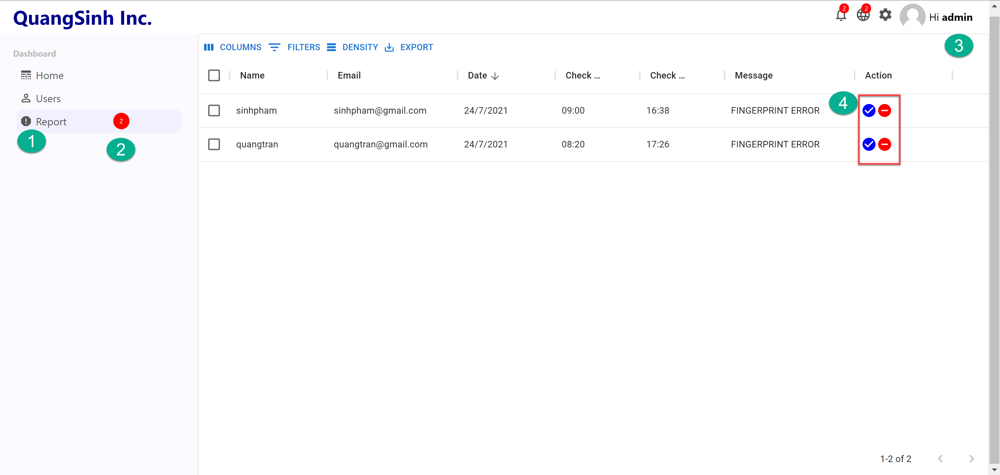 QuangSinh Inc.
2
2
Hi admin
Dashboard
Home
Users
Report 2
1
2
COLUMNS FILTERS DENSITY EXPORT
3
Name Email Date Check ... Check ... Message Action
4
sinhpham sinhpham@gmail.com 24/7/2021 09:00 16:38 FINGERPRINT ERROR
quangtran quangtran@gmail.com 24/7/2021 08:20 17:26 FINGERPRINT ERROR
1-2 of 2